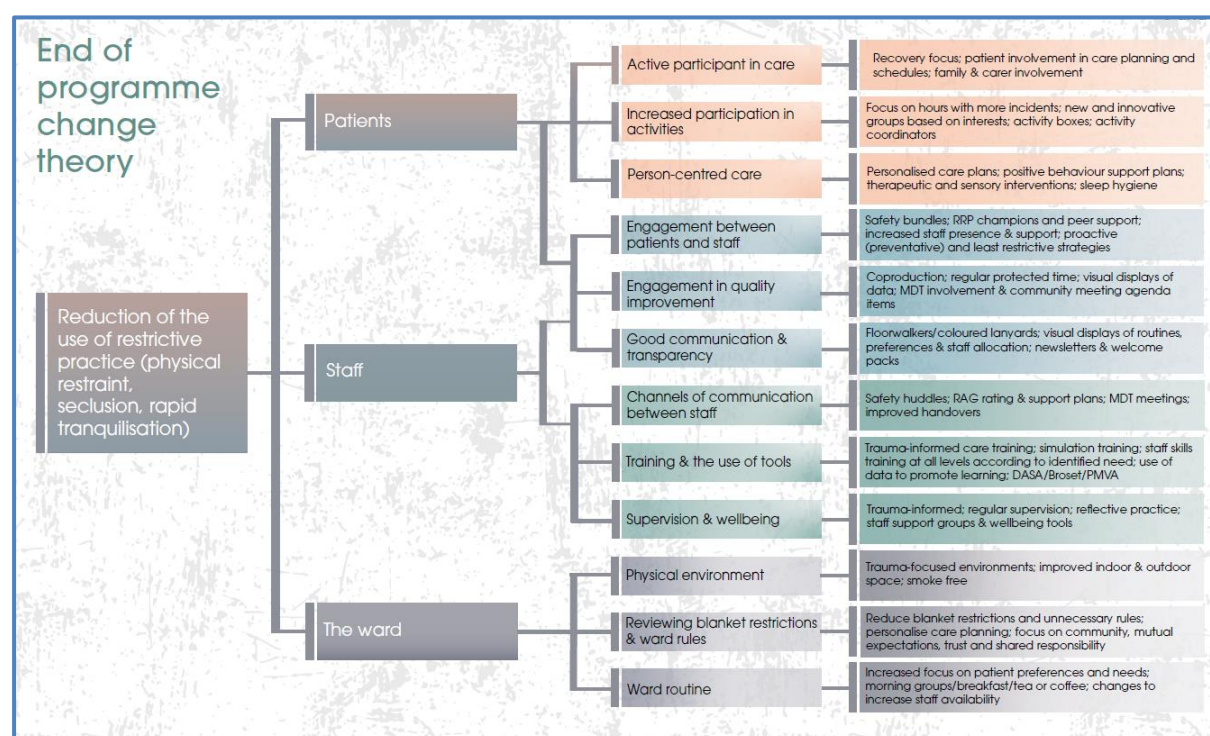 End of
programme
change
theory
Reduction of the
use of restrictive
practice (physical
restraint,
seclusion, rapid
tranquilisation)
Patients
Active participant in care
Recovery focus; patient involvement in care planning and
schedules; family & carer involvement
Increased participation in
activities
Focus on hours with more incidents; new and innovative
groups based on interests; activity boxes; activity
coordinators
Person-centred care
Personalised care plans; positive behaviour support plans;
therapeutic and sensory interventions; sleep hygiene
Engagement between
patients and staff
Safety bundles; RRP champions and peer support;
increased staff presence & support; proactive
(preventative) and least restrictive strategies
Engagement in quality
improvement
Coproduction; regular protected time; visual displays of
data; MDT involvement & community meeting agenda
items
Staff
Good communication &
transparency
Floorwalkers/coloured lanyards; visual displays of routines,
preferences & staff allocation; newsletters & welcome
packs
Channels of communication
between staff
Safety huddles; RAG rating & support plans; MDT meetings;
improved handovers
Training & the use of tools
Trauma-informed care training; simulation training; staff skills
training at all levels according to identified need; use of
data to promote learning; DASA/Broset/PMVA
Supervision & wellbeing
Trauma-informed; regular supervision; reflective practice;
staff support groups & wellbeing tools
The ward
Physical environment
Trauma-focused environments; improved indoor & outdoor
space; smoke free
Reviewing blanket restrictions
& ward rules
Reduce blanket restrictions and unnecessary rules;
personalise care planning; focus on community, mutual
expectations, trust and shared responsibility
Ward routine
Increased focus on patient preferences and needs;
morning groups/breakfast/tea or coffee; changes to
increase staff availability